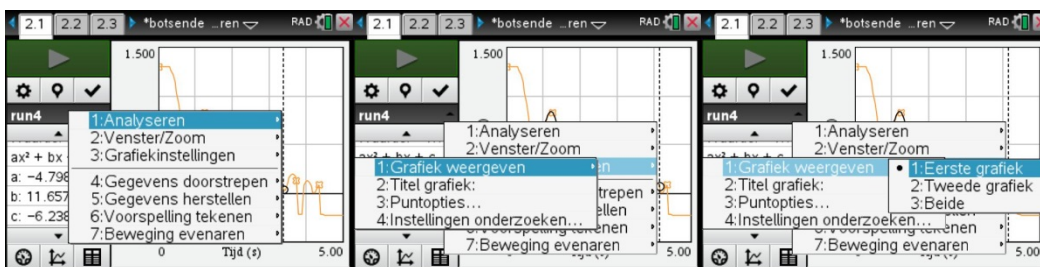 2.1 2.2 2.3 *botsende …ren RAD
1.500
run4
1:Analyseren
2:Venster/Zoom
3:Grafiekinstellingen
4:Gegevens doorstrepen
5:Gegevens herstellen
6:Voorspelling tekenen
7:Beweging evenaren
ax² + bx
a: -4.798
b: 11.657
c: -6.238
0 Tijd (s) 5.00
2.1 2.2 2.3 *botsende …ren RAD
1.500
run4
1:Analyseren
2:Venster/Zoom
1:Grafiek weergeven
2:Titel grafiek:
3:Puntopties…
4:Instellingen onderzoeken…
7:Beweging evenaren
5.00
2.1 2.2 2.3 *botsende …ren RAD
1.500
run4
1:Analyseren
2:Venster/Zoom
1:Grafiek weergeven
1:Eerste grafiek
2:Titel grafiek:
2:Tweede grafiek
3:Puntopties…
3:Beide
4:Instellingen onderzoeken…
7:Beweging evenaren
5.00